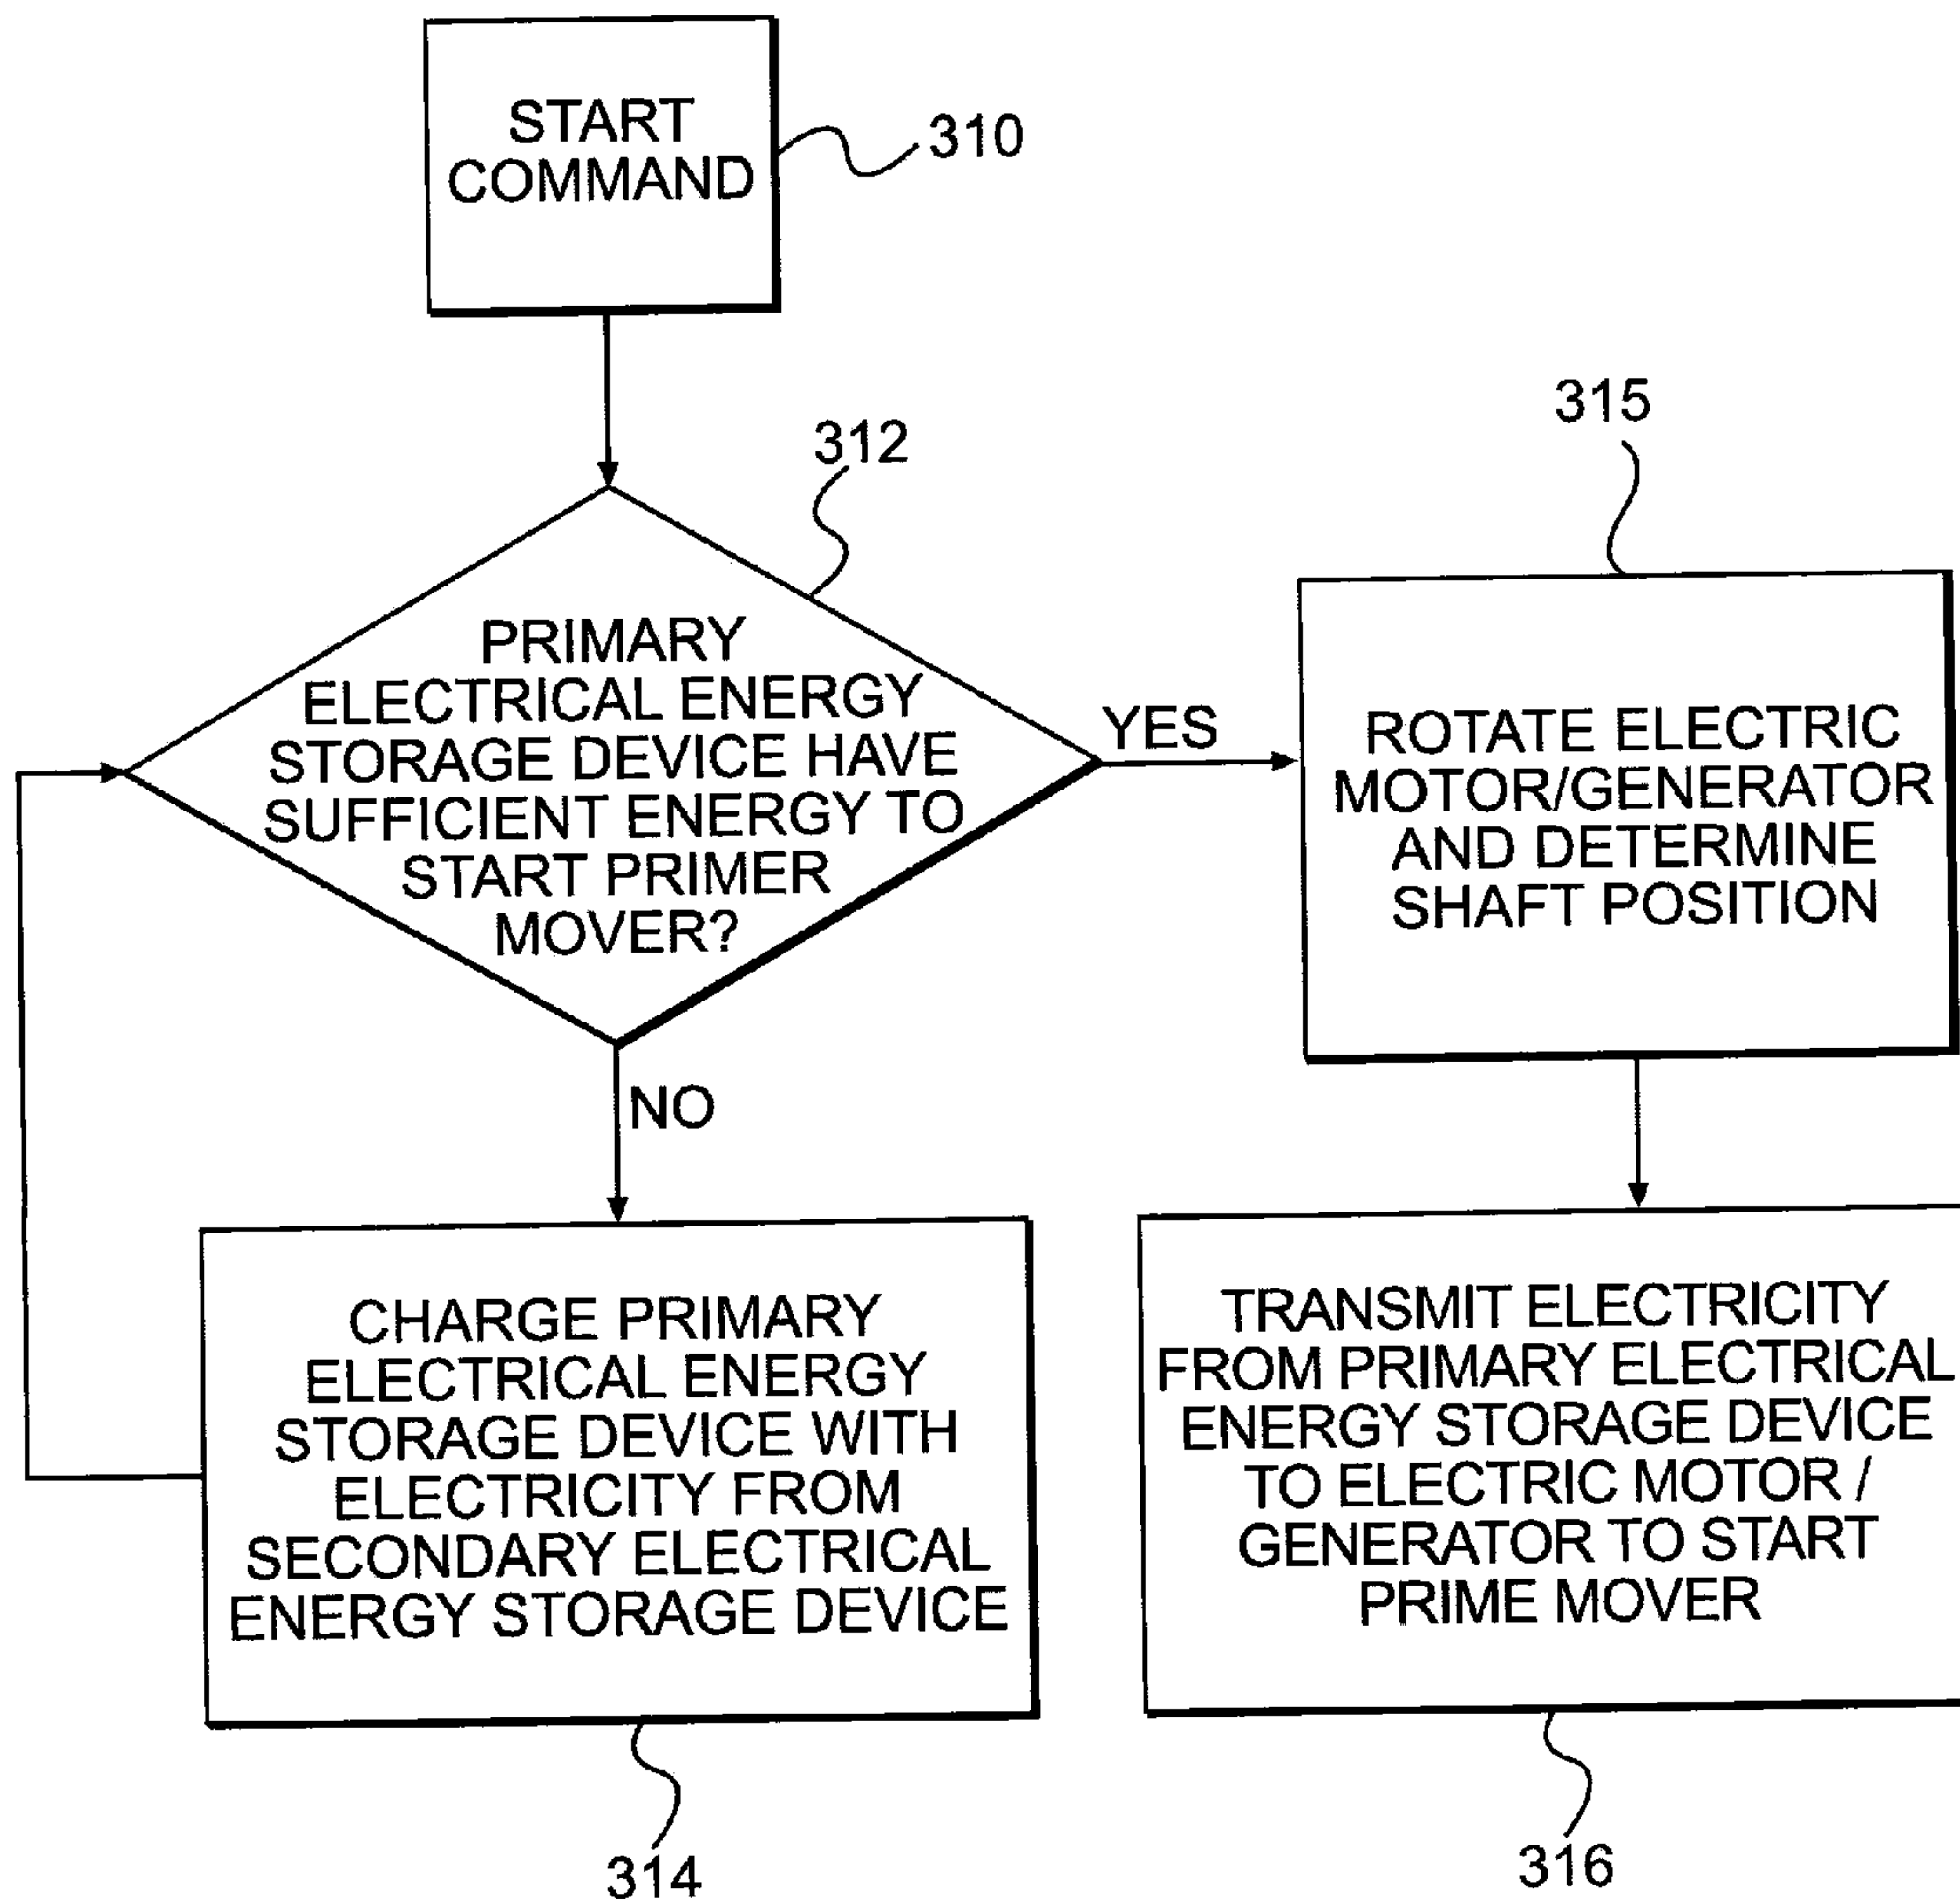 START
COMMAND
310
312
PRIMARY
ELECTRICAL ENERGY
STORAGE DEVICE HAVE
SUFFICIENT ENERGY TO
START PRIMER
MOVER?
YES
NO
315
ROTATE ELECTRIC
MOTOR/GENERATOR
AND DETERMINE
SHAFT POSITION
CHARGE PRIMARY
ELECTRICAL ENERGY
STORAGE DEVICE WITH
ELECTRICITY FROM
SECONDARY ELECTRICAL
ENERGY STORAGE DEVICE
314
TRANSMIT ELECTRICITY
FROM PRIMARY ELECTRICAL
ENERGY STORAGE DEVICE
TO ELECTRIC MOTOR /
GENERATOR TO START
PRIME MOVER
316